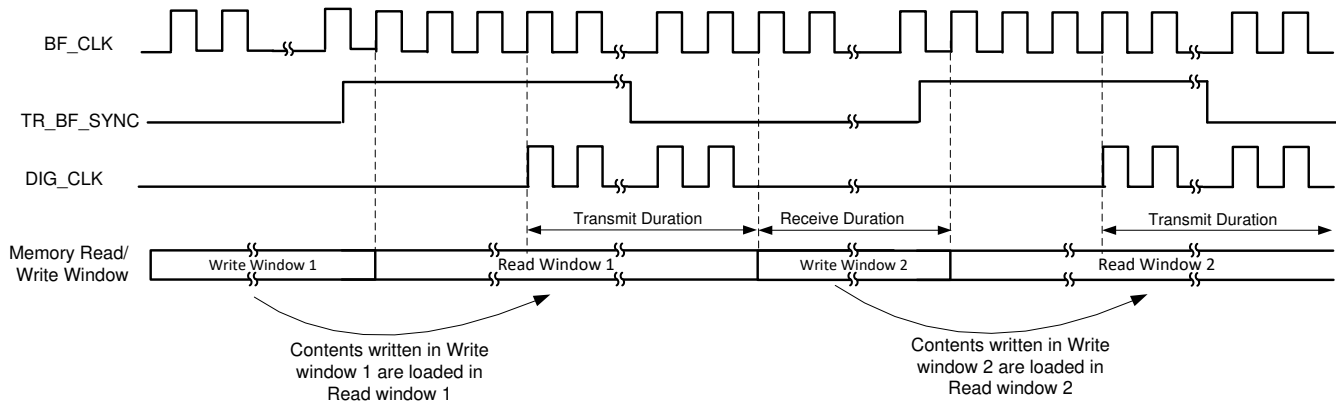 BF_CLK
TR_BF_SYNC
DIG_CLK
Transmit Duration
Receive Duration
Transmit Duration
Memory Read/
Write Window
Write Window 1
Read Window 1
Write Window 2
Read Window 2
Contents written in Write
window 1 are loaded in
Read window 1
Contents written in Write
window 2 are loaded in
Read window 2